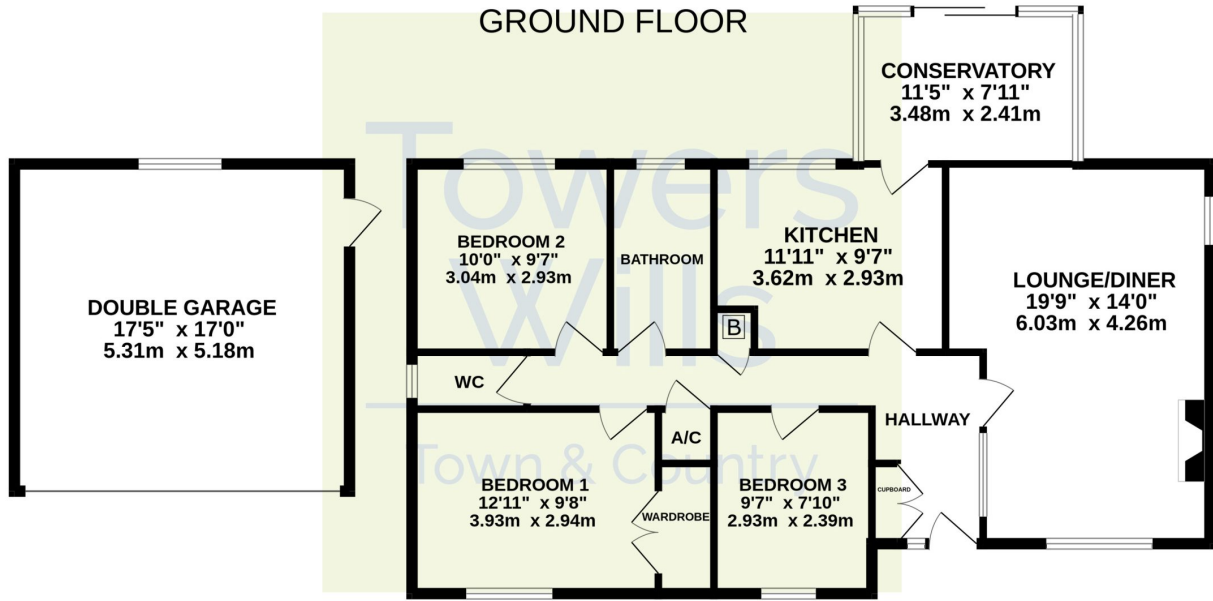 GROUND FLOOR
CONSERVATORY
11'5" x 7'11"
3.48m x 2.41m
DOUBLE GARAGE
17'5" x 17'0"
5.31m x 5.18m
BEDROOM 2
10'0" x 9'7"
3.04m x 2.93m
BATHROOM
KITCHEN
11'11" x 9'7"
3.62m x 2.93m
LOUNGE/DINER
19'9" x 14'0"
6.03m x 4.26m
B
WC
HALLWAY
A/C
BEDROOM 1
12'11" x 9'8"
3.93m x 2.94m
WARDROBE
BEDROOM 3
9'7" x 7'10"
2.93m x 2.39m
CUPBOARD
Towers
Wills
Town & Country